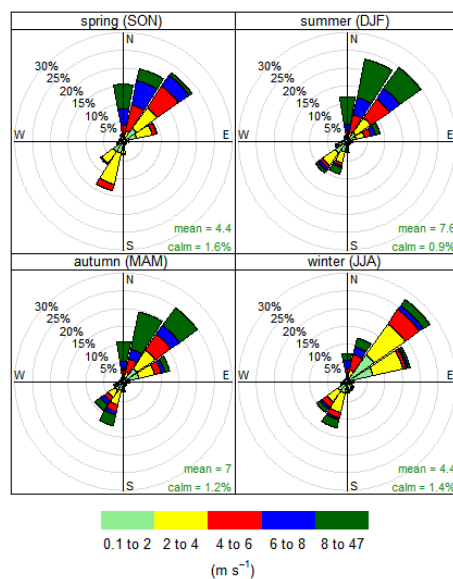 spring (SON)
summer (DJF)
N
30%
25%
20%
15%
10%
5%
W
E
S
mean = 4.4
calm = 1.6%
N
30%
25%
20%
15%
10%
5%
W
E
S
mean = 7.6
calm = 0.9%
autumn (MAM)
winter (JJA)
N
30%
25%
20%
15%
10%
5%
W
E
S
mean = 7
calm = 1.2%
N
30%
25%
20%
15%
10%
5%
W
E
S
mean = 4.4
calm = 1.4%
0.1 to 2 2 to 4 4 to 6 6 to 8 8 to 47
(m s⁻¹)